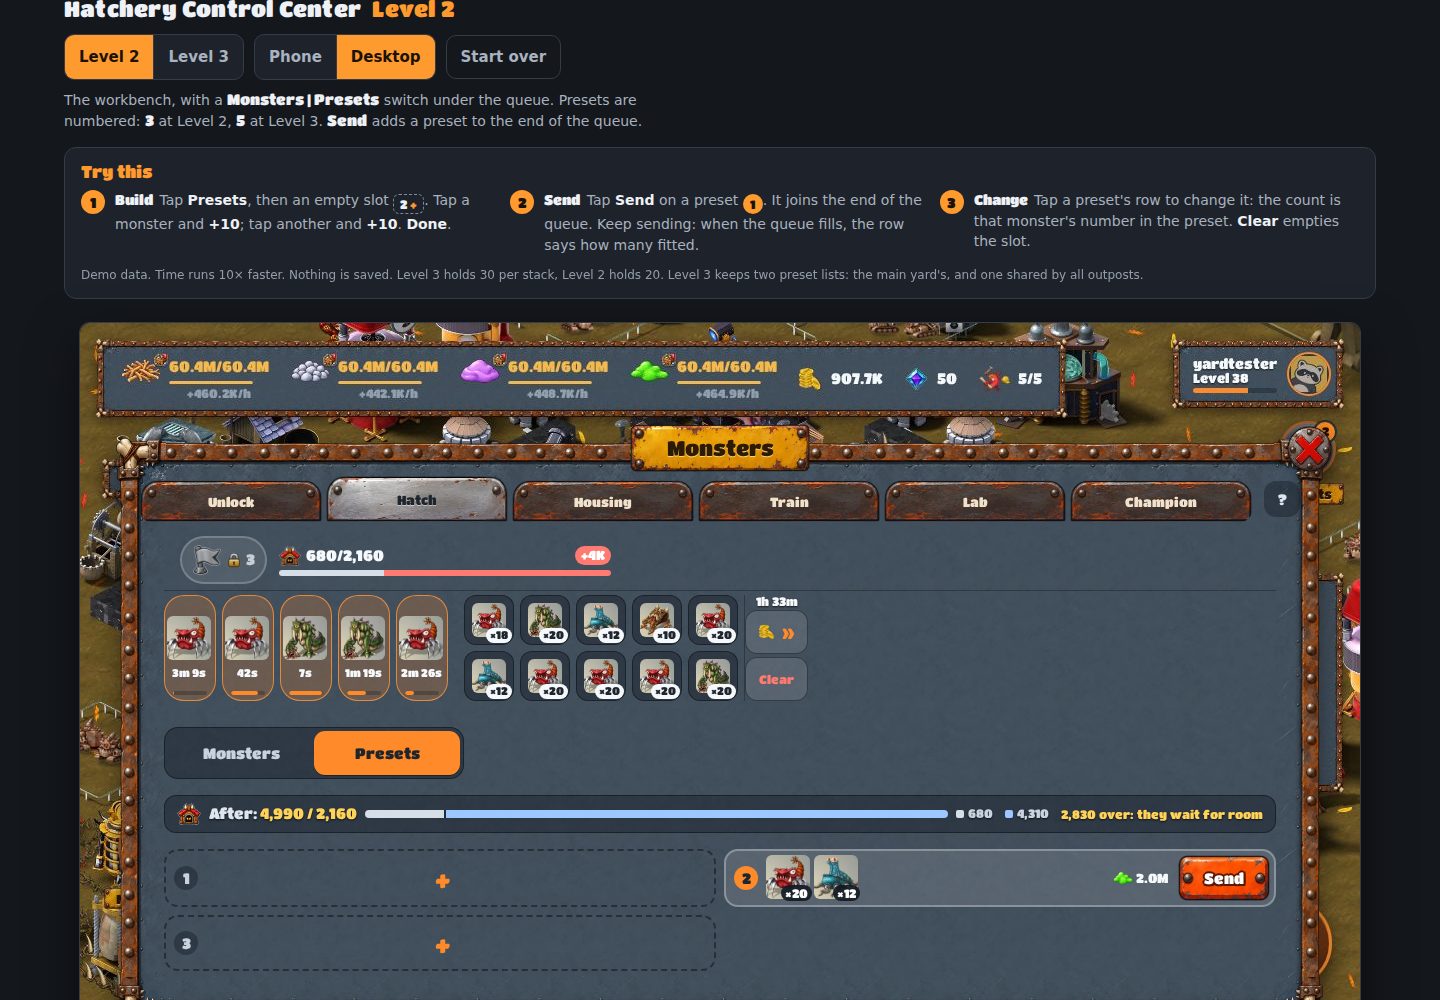 Hatchery Control Center Level 2
Level 2 Level 3 Phone Desktop Start over
The workbench, with a Monsters | Presets switch under the queue. Presets are
numbered: 3 at Level 2, 5 at Level 3. Send adds a preset to the end of the queue.
Try this
1 Build Tap Presets, then an empty slot 2 +. Tap a
monster and +10; tap another and +10. Done.
2 Send Tap Send on a preset 1. It joins the end of the
queue. Keep sending: when the queue fills, the row
says how many fitted.
3 Change Tap a preset's row to change it: the count is
that monster's number in the preset. Clear empties
the slot.
Demo data. Time runs 10× faster. Nothing is saved. Level 3 holds 30 per stack, Level 2 holds 20. Level 3 keeps two preset lists: the main yard's, and one shared by all outposts.
60.4M/60.4M 60.4M/60.4M 60.4M/60.4M 60.4M/60.4M
+460.2K/h +442.1K/h +448.7K/h +464.9K/h
907.7K 50 5/5
yardtester
Level 38
Monsters
Unlock Hatch Housing Train Lab Champion ?
3 680/2,160 +4K
3m 9s 42s 7s 1m 19s 2m 26s
×18 ×20 ×12 ×10 ×20
×12 ×20 ×20 ×20 ×20
1h 33m
»
Clear
Monsters Presets
After: 4,990 / 2,160 680 4,310 2,830 over: they wait for room
1 +
2 ×20 ×12 2.0M Send
3 +